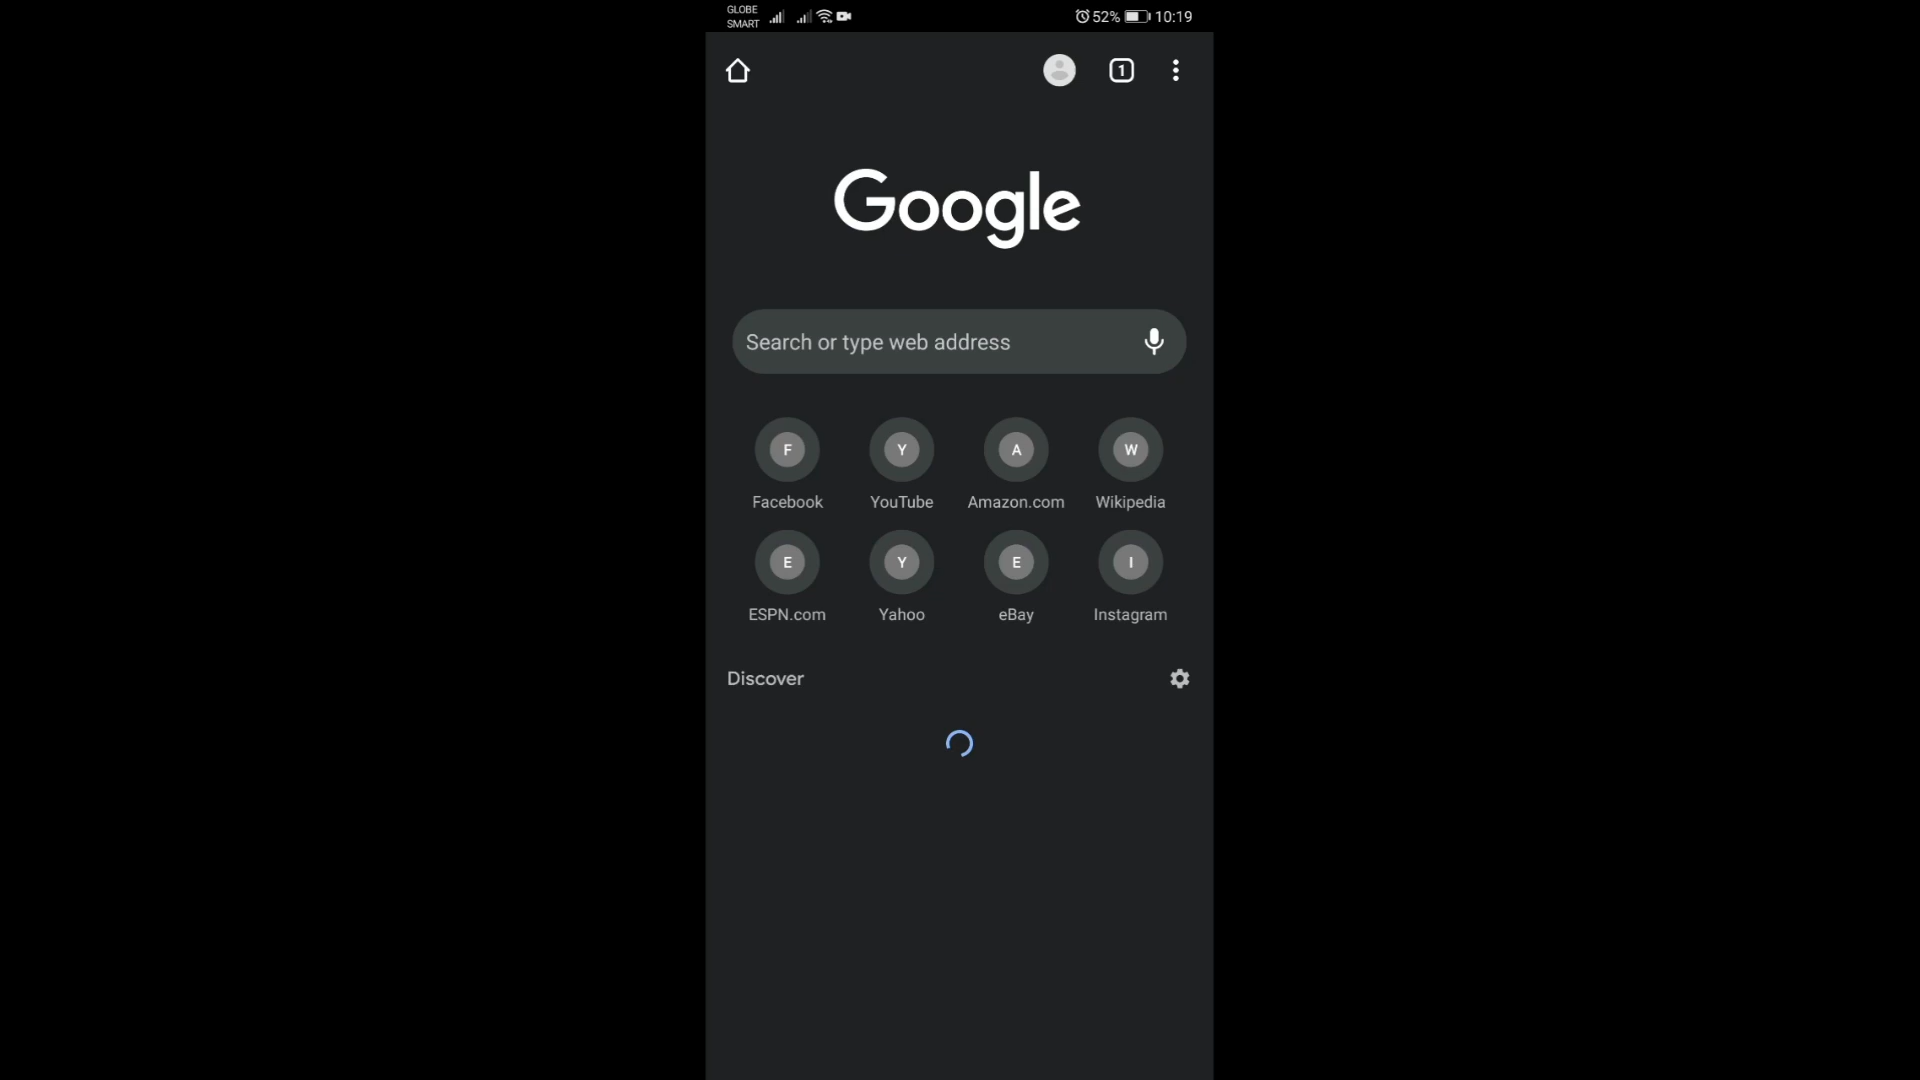 GLOBE
SMART
52% 10:19
1
Google
Search or type web address
F Y A W
Facebook YouTube Amazon.com Wikipedia
E Y E I
ESPN.com Yahoo eBay Instagram
Discover